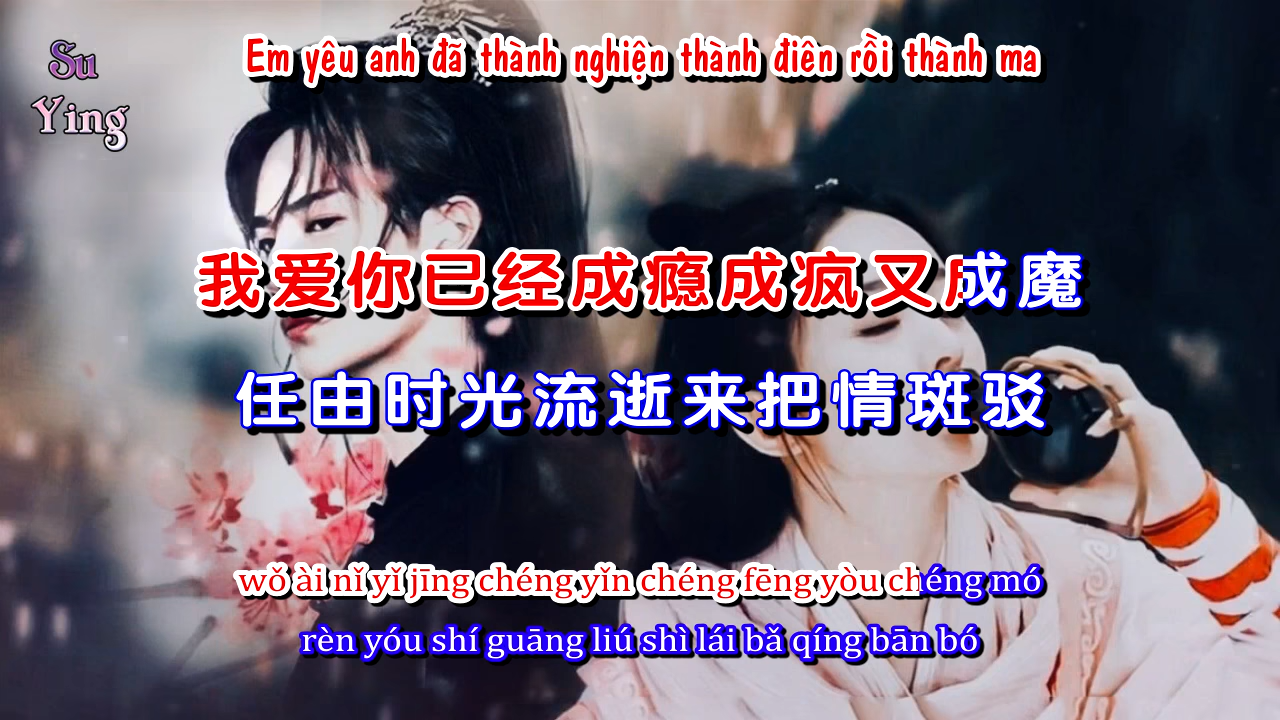 Su
Ying
Em yêu anh đã thành nghiện thành điên rồi thành ma
我爱你已经成瘾成疯又成魔
任由时光流逝来把情斑驳
wǒ ài nǐ yǐ jīng chéng yǐn chéng fēng yòu chéng mó
rèn yóu shí guāng liú shì lái bǎ qíng bān bó